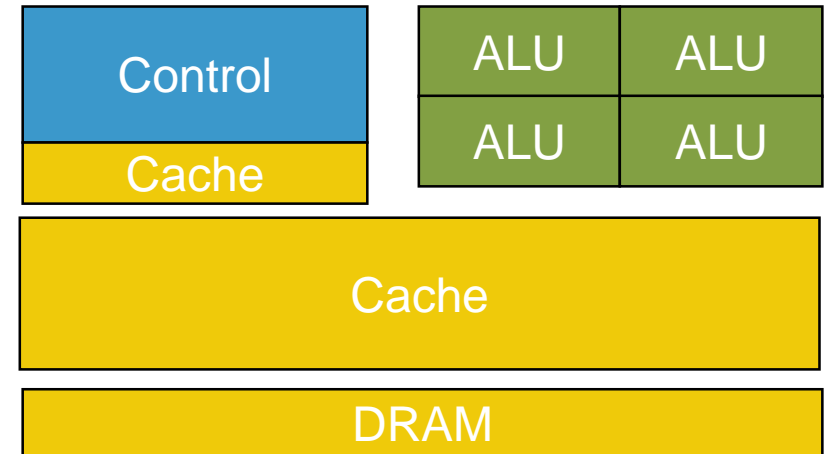 Control
Cache
ALU ALU
ALU ALU
Cache
DRAM